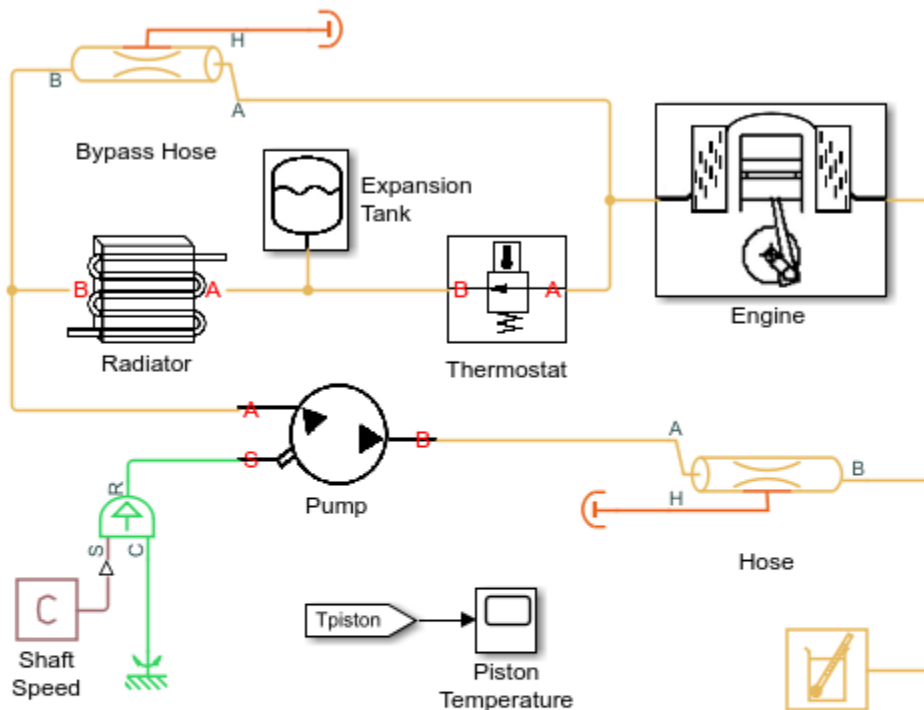 H
B
A
Bypass Hose
Expansion
Tank
B
A
B
A
Radiator
Thermostat
Engine
A
S
B
Pump
A
B
H
Hose
R
S
C
C
Shaft
Speed
Tpiston
Piston
Temperature